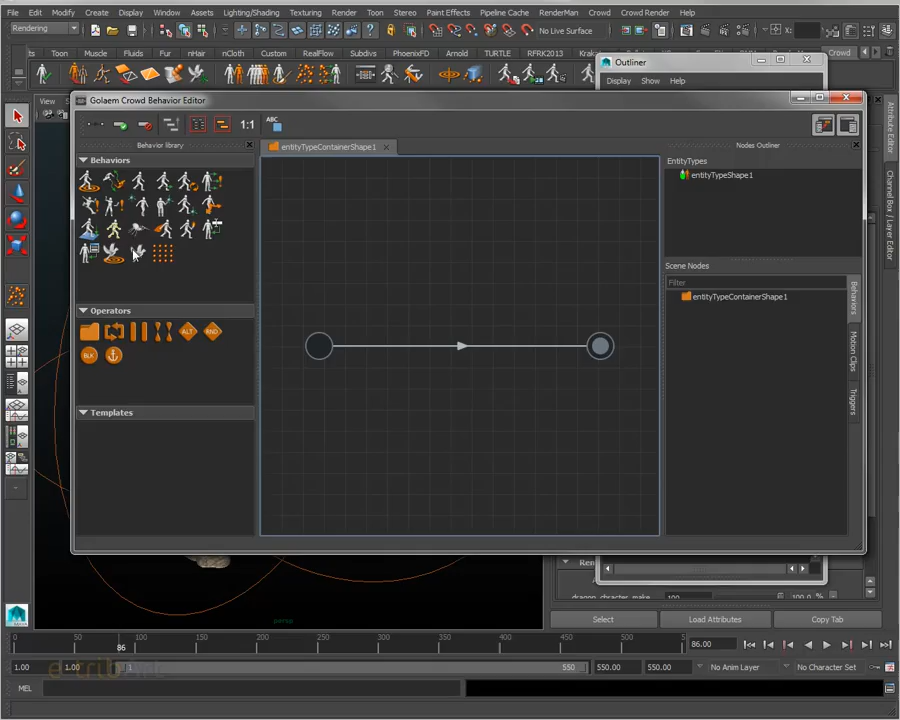 File Edit Modify Create Display Window Assets Lighting/Shading Texturing Render Toon Stereo Pipeline Cache Paint Effects RenderMan Crowd Crowd Render Help
Rendering
No Live Surface
X:
Toon Muscle Fluids Fur nHair nCloth Custom RealFlow Subdivs PhoenixFD Arnold TURTLE RFRK2013 Crowd
Outliner
Display Show Help
View
Golaem Crowd Behavior Editor
1:1
ABC
Behavior library
entityTypeContainerShape1
Nodes Outliner
Behaviors
EntityTypes
entityTypeShape1
Scene Nodes
Filter
entityTypeContainerShape1
Behaviors
Motion Clips
Triggers
Operators
ALT
RND
BLK
Templates
Attribute Editor
Channel Box / Layer Editor
persp
Select Load Attributes Copy Tab
0 50 100 150 200 250 300 350 400 450 500
86
86.00
1.00 1.00 1 550 550.00 550.00 No Anim Layer No Character Set
MEL